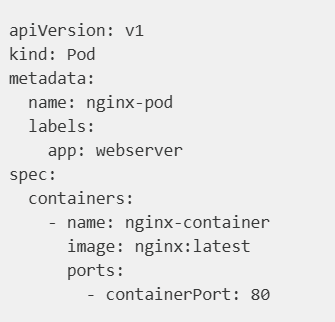 apiVersion: v1
kind: Pod
metadata:
  name: nginx-pod
  labels:
    app: webserver
spec:
  containers:
    - name: nginx-container
      image: nginx:latest
      ports:
        - containerPort: 80